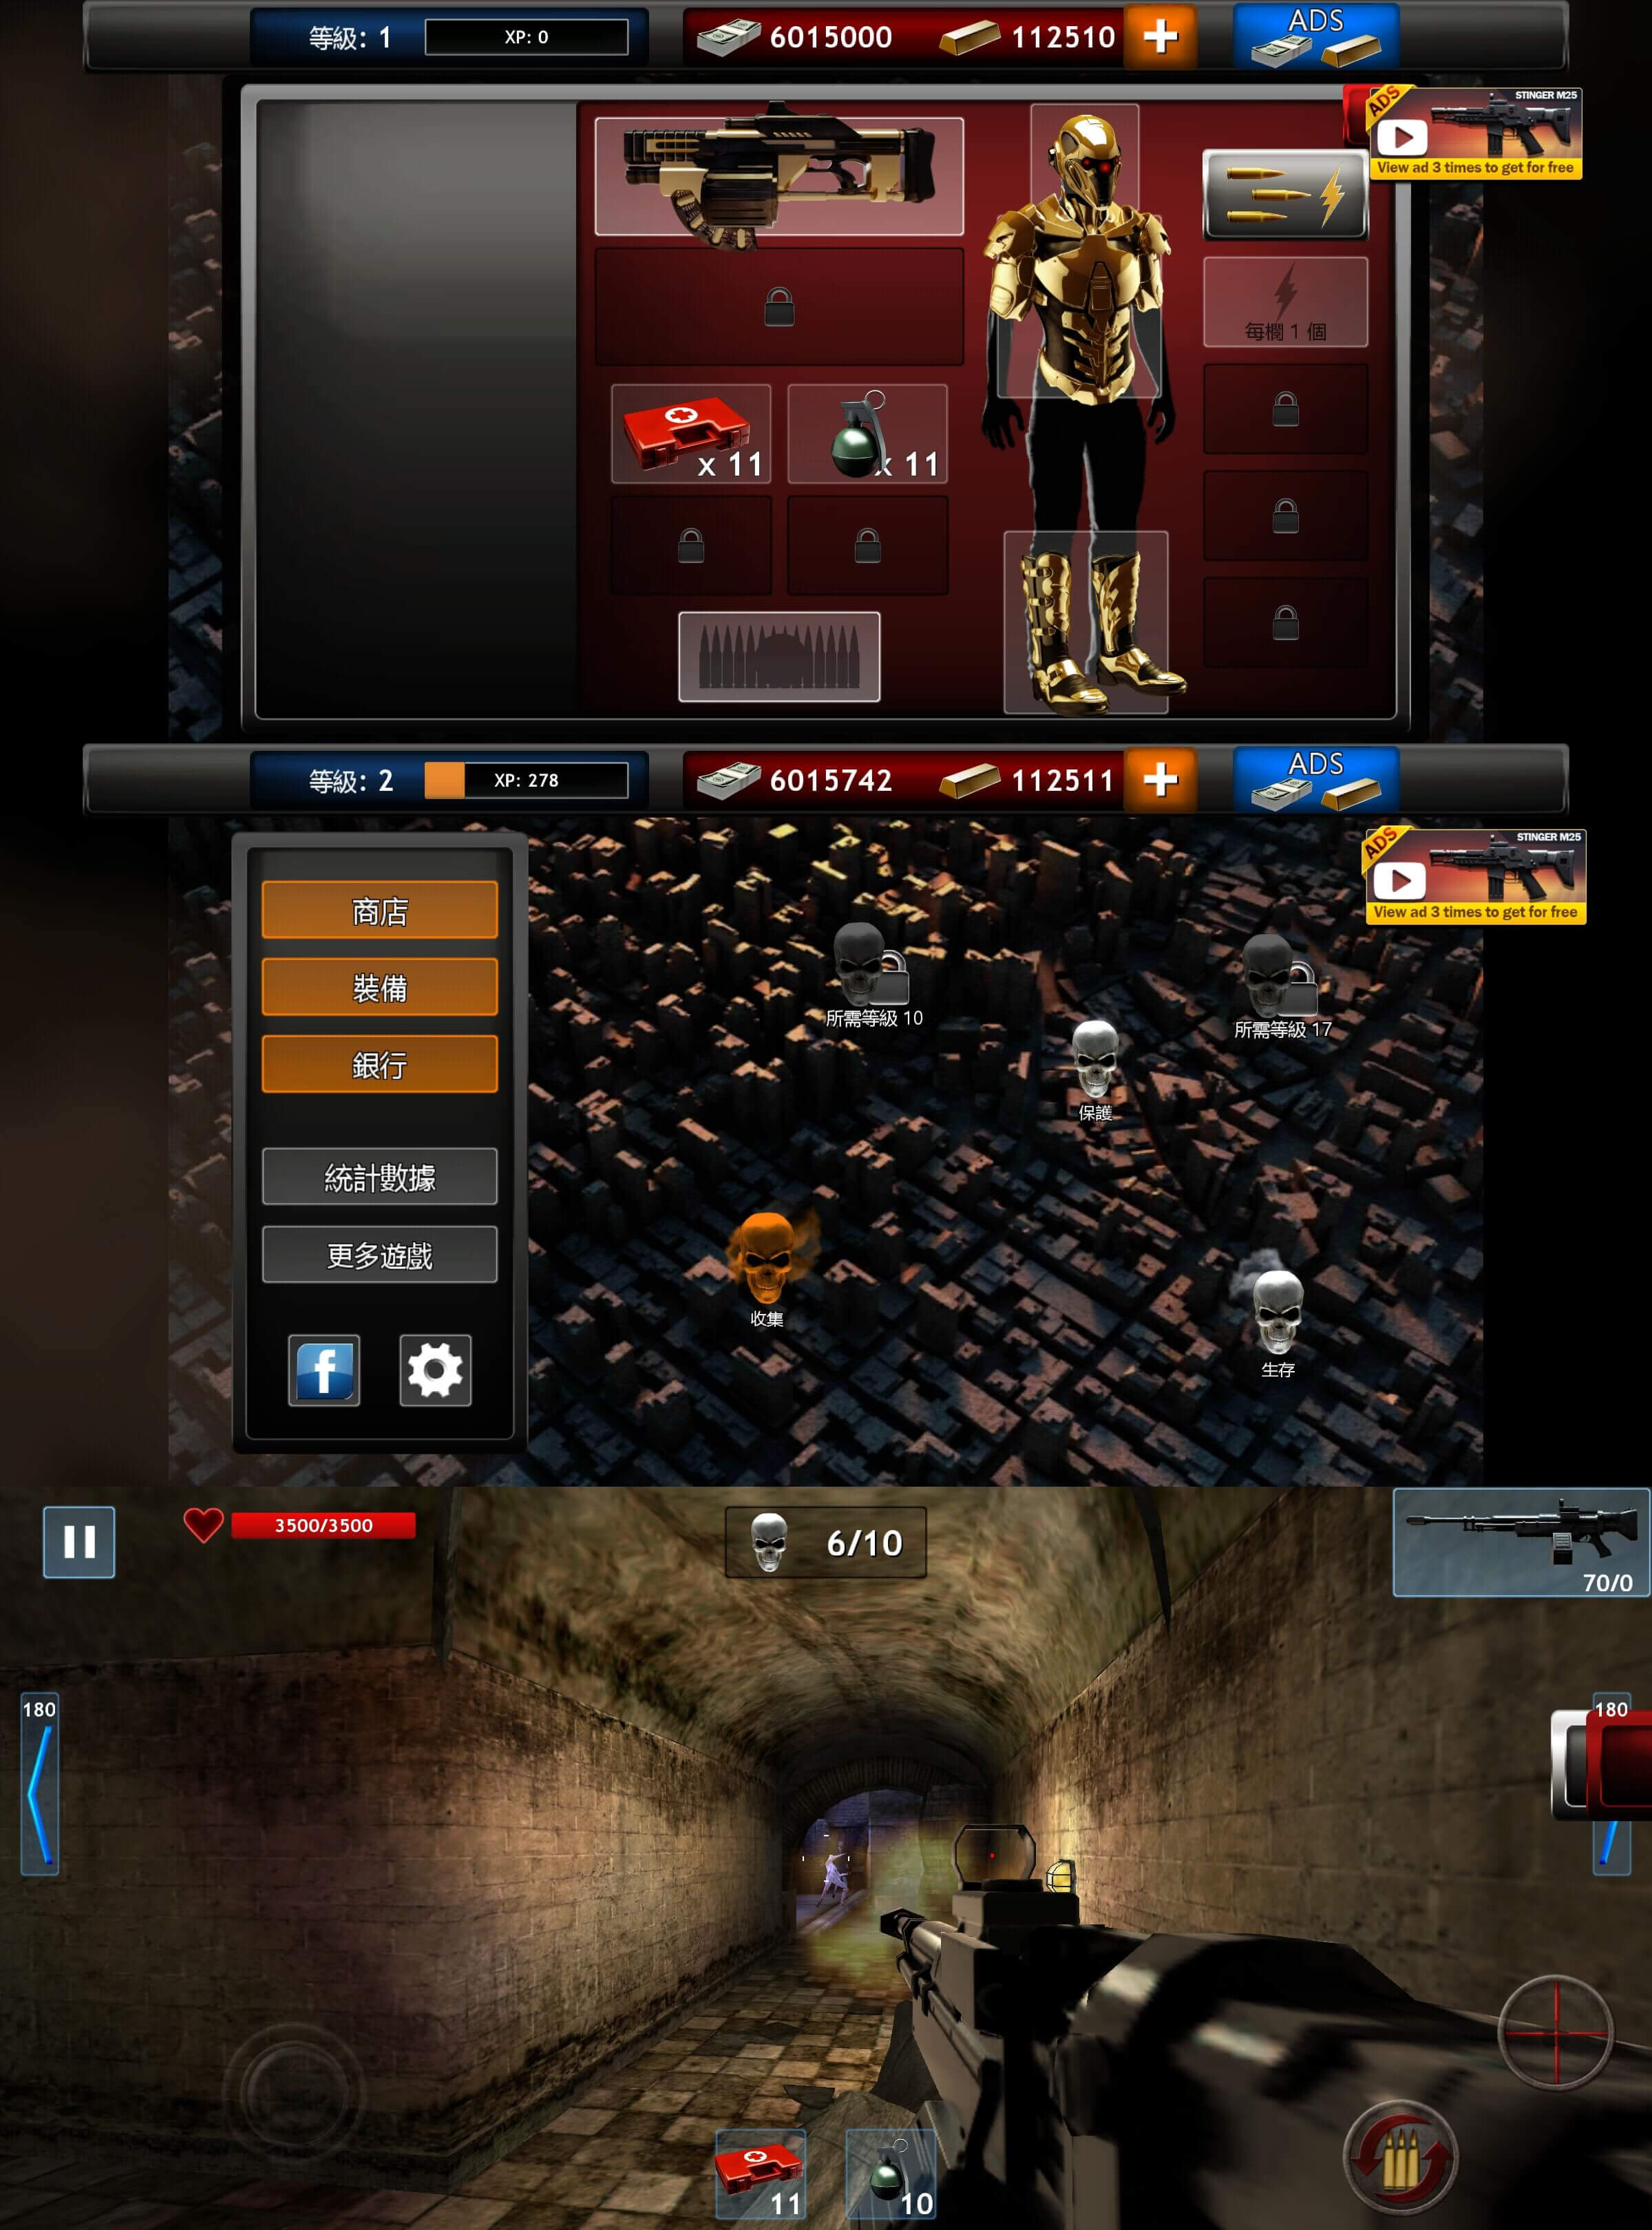 等級: 1
XP: 0
6015000
112510
ADS
ADS
STINGER M25
View ad 3 times to get for free
每欄 1 個
x 11
x 11
等級: 2
XP: 278
6015742
112511
ADS
ADS
STINGER M25
View ad 3 times to get for free
商店
裝備
銀行
統計數據
更多遊戲
f
所需等級 10
所需等級 17
保護
收集
生存
3500/3500
6/10
70/0
180
180
11
10